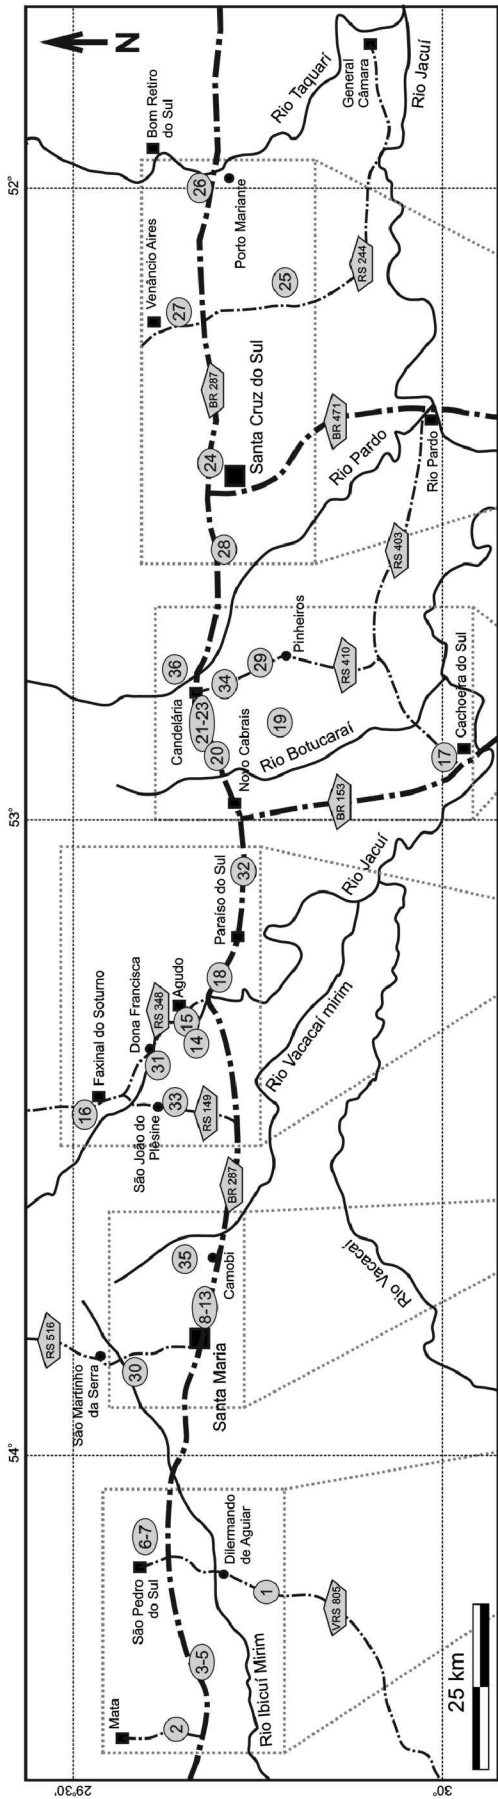 54°
53°
52°
29°30'
30°
N
Mata
2
3-5
São Pedro
do Sul
6-7
Dilermando
de Aguiar
1
Rio Ibicuí Mirim
VRS 805
25 km
RS 516
São Martinho
da Serra
30
Santa Maria
8-13
35
Camobi
BR 287
Rio Vacacaí
Rio Vacacaí mirim
16
Faxinal do Soturno
São João do
Plêsine
33
RS 149
31
Dona Francisca
RS 348
14
15
Agudo
18
Paraíso do Sul
32
Rio Jacuí
BR 153
Novo Cabrais
20
21-23
Candelária
36
34
29
19
Pinheiros
Rio Botucaraí
RS 410
17
Cachoeira do Sul
RS 403
28
24
Santa Cruz do Sul
BR 287
BR 471
Rio Pardo
Rio Pardo
Venâncio Aires
27
25
RS 244
26
Porto Mariante
Bom Retiro
do Sul
Rio Taquarí
General
Câmara
Rio Jacuí